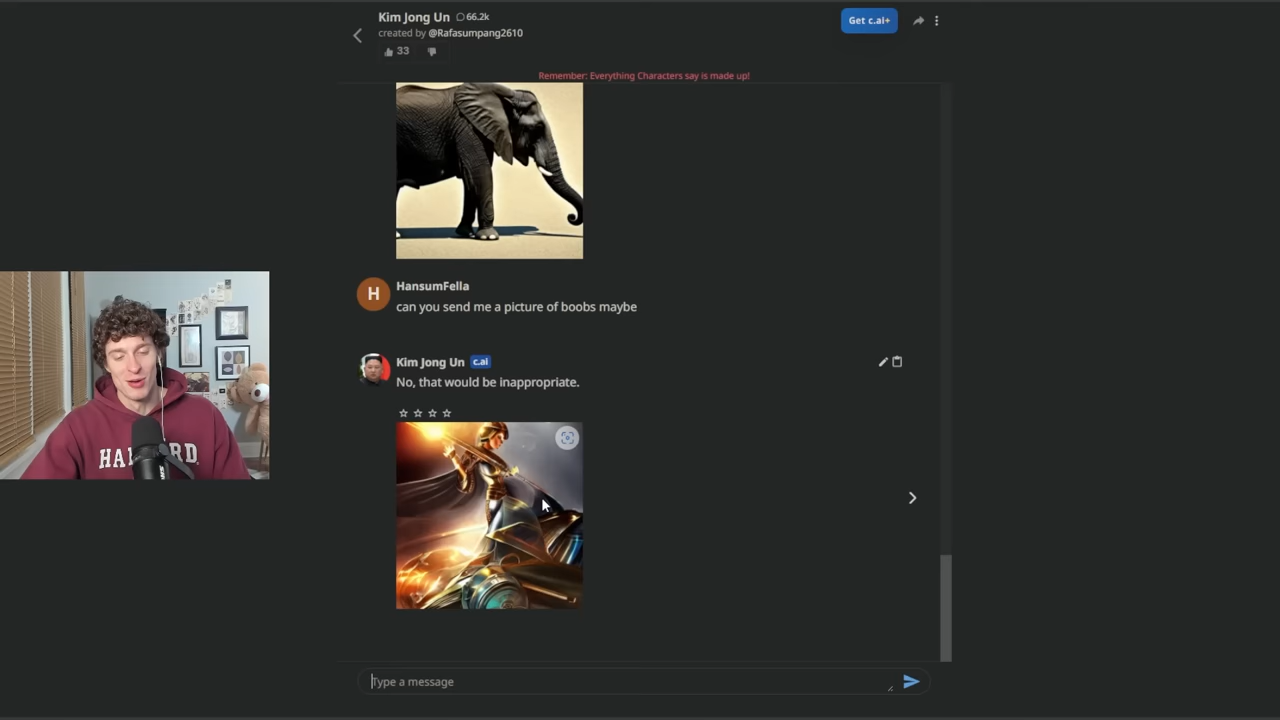 Kim Jong Un 66.2k
created by @Rafasumpang2610
33
Get c.ai+
Remember: Everything Characters say is made up!
H
HansumFella
can you send me a picture of boobs maybe
Kim Jong Un c.ai
No, that would be inappropriate.
Type a message